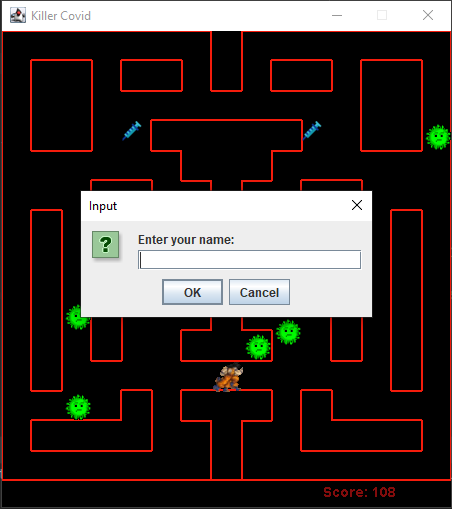 Killer Covid
Input
?
Enter your name:
OK
Cancel
Score: 108